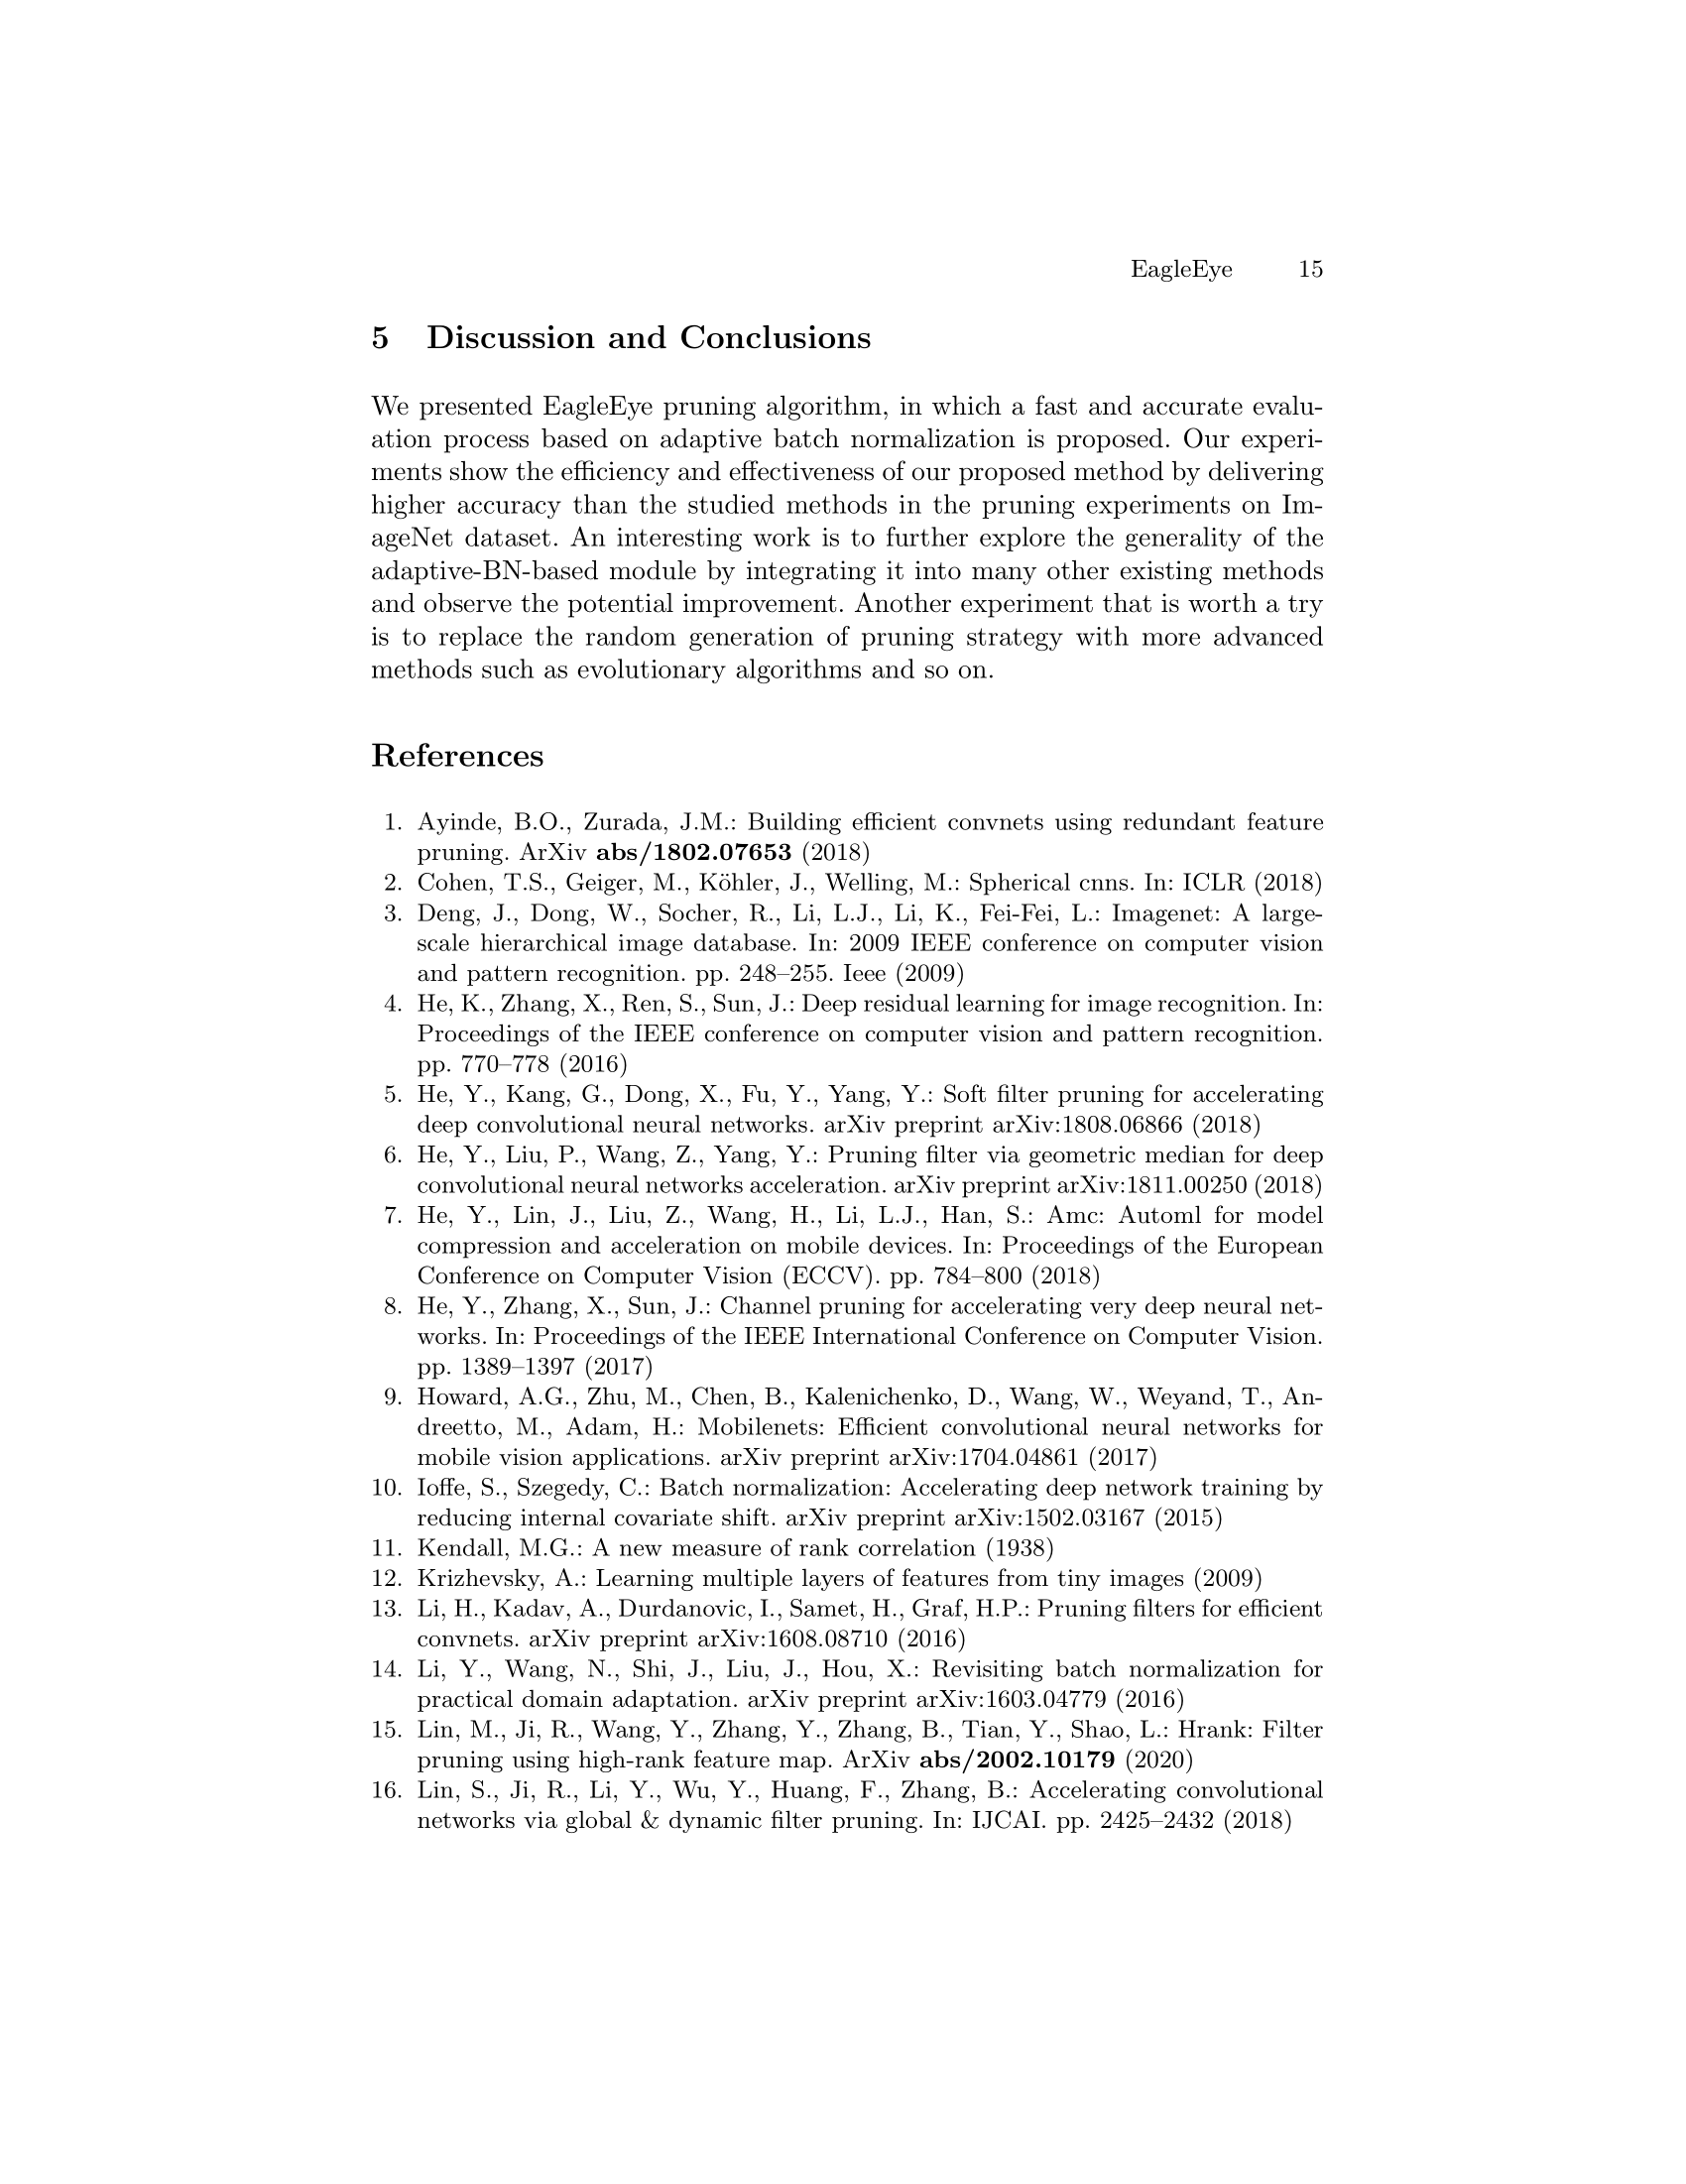 EagleEye 15
5 Discussion and Conclusions
We presented EagleEye pruning algorithm, in which a fast and accurate evalu-
ation process based on adaptive batch normalization is proposed. Our experi-
ments show the efficiency and effectiveness of our proposed method by delivering
higher accuracy than the studied methods in the pruning experiments on Im-
ageNet dataset. An interesting work is to further explore the generality of the
adaptive-BN-based module by integrating it into many other existing methods
and observe the potential improvement. Another experiment that is worth a try
is to replace the random generation of pruning strategy with more advanced
methods such as evolutionary algorithms and so on.
References
1. Ayinde, B.O., Zurada, J.M.: Building efficient convnets using redundant feature
pruning. ArXiv abs/1802.07653 (2018)
2. Cohen, T.S., Geiger, M., Köhler, J., Welling, M.: Spherical cnns. In: ICLR (2018)
3. Deng, J., Dong, W., Socher, R., Li, L.J., Li, K., Fei-Fei, L.: Imagenet: A large-
scale hierarchical image database. In: 2009 IEEE conference on computer vision
and pattern recognition. pp. 248–255. Ieee (2009)
4. He, K., Zhang, X., Ren, S., Sun, J.: Deep residual learning for image recognition. In:
Proceedings of the IEEE conference on computer vision and pattern recognition.
pp. 770–778 (2016)
5. He, Y., Kang, G., Dong, X., Fu, Y., Yang, Y.: Soft filter pruning for accelerating
deep convolutional neural networks. arXiv preprint arXiv:1808.06866 (2018)
6. He, Y., Liu, P., Wang, Z., Yang, Y.: Pruning filter via geometric median for deep
convolutional neural networks acceleration. arXiv preprint arXiv:1811.00250 (2018)
7. He, Y., Lin, J., Liu, Z., Wang, H., Li, L.J., Han, S.: Amc: Automl for model
compression and acceleration on mobile devices. In: Proceedings of the European
Conference on Computer Vision (ECCV). pp. 784–800 (2018)
8. He, Y., Zhang, X., Sun, J.: Channel pruning for accelerating very deep neural net-
works. In: Proceedings of the IEEE International Conference on Computer Vision.
pp. 1389–1397 (2017)
9. Howard, A.G., Zhu, M., Chen, B., Kalenichenko, D., Wang, W., Weyand, T., An-
dreetto, M., Adam, H.: Mobilenets: Efficient convolutional neural networks for
mobile vision applications. arXiv preprint arXiv:1704.04861 (2017)
10. Ioffe, S., Szegedy, C.: Batch normalization: Accelerating deep network training by
reducing internal covariate shift. arXiv preprint arXiv:1502.03167 (2015)
11. Kendall, M.G.: A new measure of rank correlation (1938)
12. Krizhevsky, A.: Learning multiple layers of features from tiny images (2009)
13. Li, H., Kadav, A., Durdanovic, I., Samet, H., Graf, H.P.: Pruning filters for efficient
convnets. arXiv preprint arXiv:1608.08710 (2016)
14. Li, Y., Wang, N., Shi, J., Liu, J., Hou, X.: Revisiting batch normalization for
practical domain adaptation. arXiv preprint arXiv:1603.04779 (2016)
15. Lin, M., Ji, R., Wang, Y., Zhang, Y., Zhang, B., Tian, Y., Shao, L.: Hrank: Filter
pruning using high-rank feature map. ArXiv abs/2002.10179 (2020)
16. Lin, S., Ji, R., Li, Y., Wu, Y., Huang, F., Zhang, B.: Accelerating convolutional
networks via global & dynamic filter pruning. In: IJCAI. pp. 2425–2432 (2018)